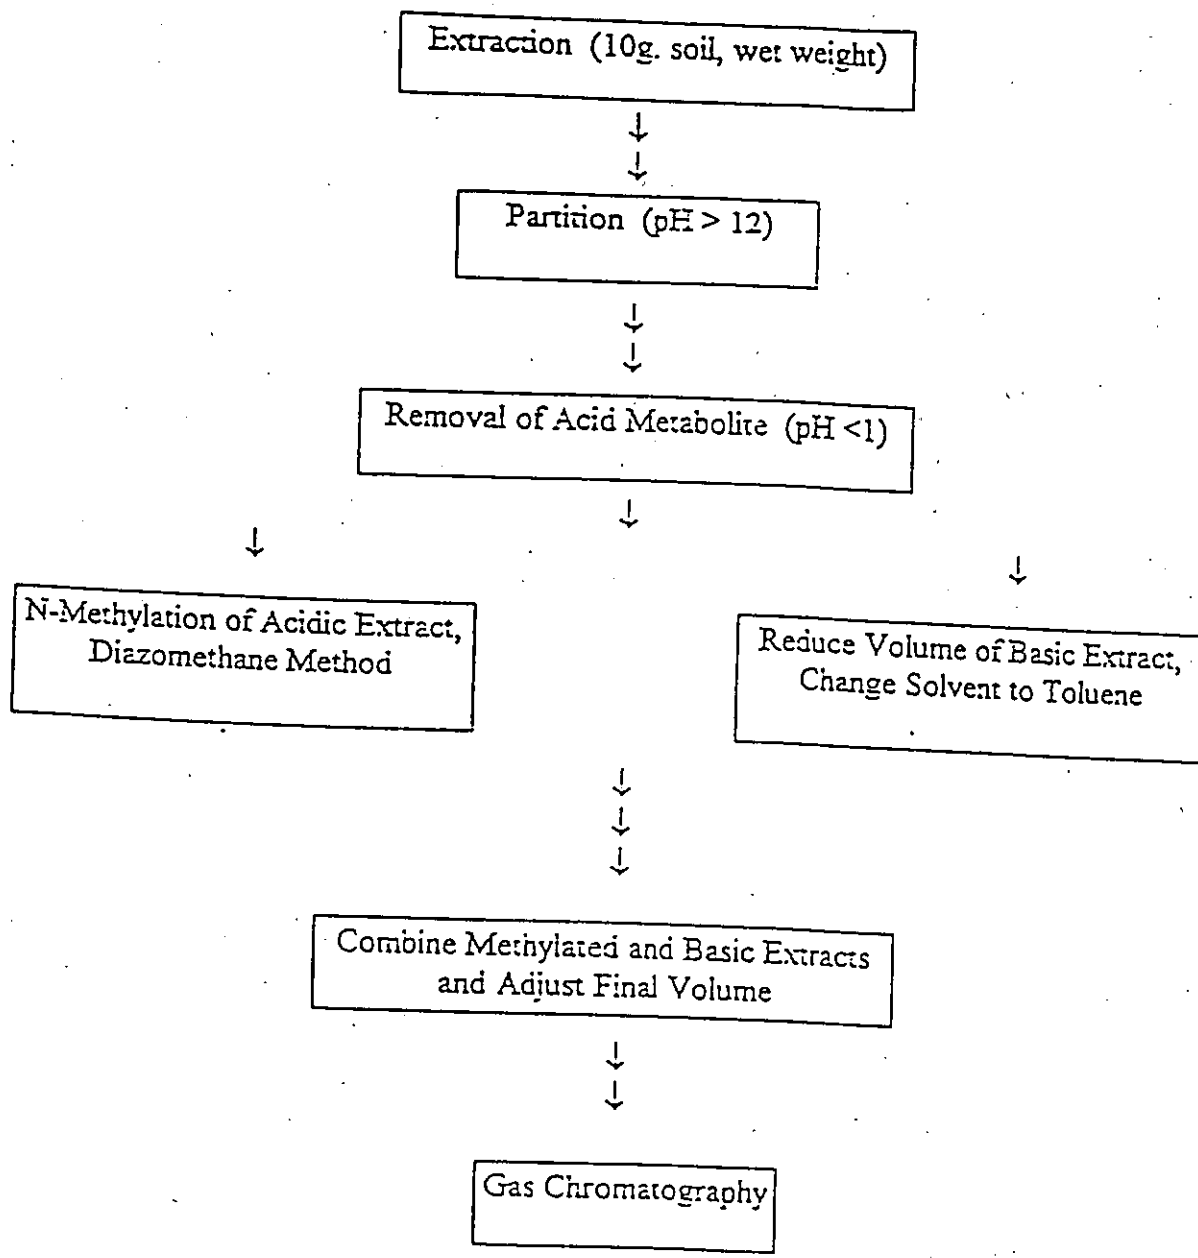 Extraction (10g. soil, wet weight)
↓
↓
Partition (pH > 12)
↓
↓
Removal of Acid Metabolite (pH <1)
↓ ↓ ↓
N-Methylation of Acidic Extract,
Diazomethane Method
Reduce Volume of Basic Extract,
Change Solvent to Toluene
↓
↓
↓
Combine Methylated and Basic Extracts
and Adjust Final Volume
↓
↓
Gas Chromatography